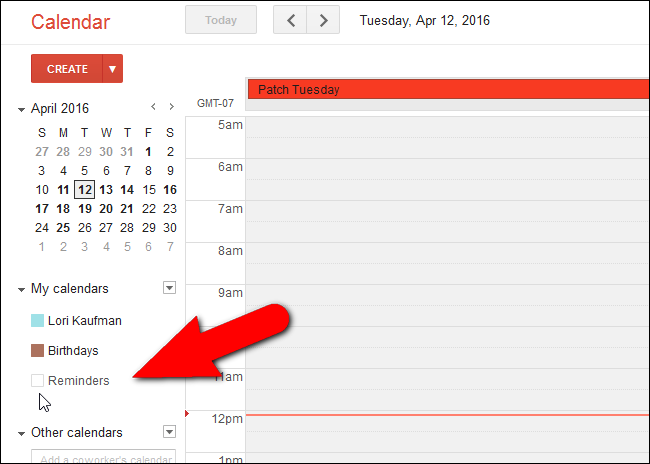 Calendar
Today
Tuesday, Apr 12, 2016
CREATE
April 2016
S M T W T F S
27 28 29 30 31 1 2
3 4 5 6 7 8 9
10 11 12 13 14 15 16
17 18 19 20 21 22 23
24 25 26 27 28 29 30
1 2 3 4 5 6 7
My calendars
Lori Kaufman
Birthdays
Reminders
Other calendars
Add a coworker's calendar
GMT-07
Patch Tuesday
5am
6am
7am
8am
9am
11am
12pm
1pm